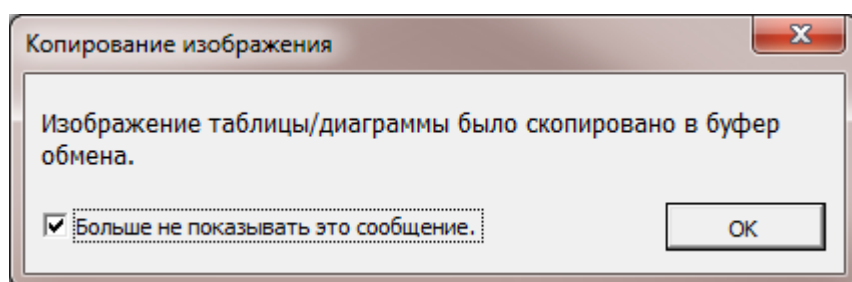 Копирование изображения
Изображение таблицы/диаграммы было скопировано в буфер
обмена.
Больше не показывать это сообщение.
OK